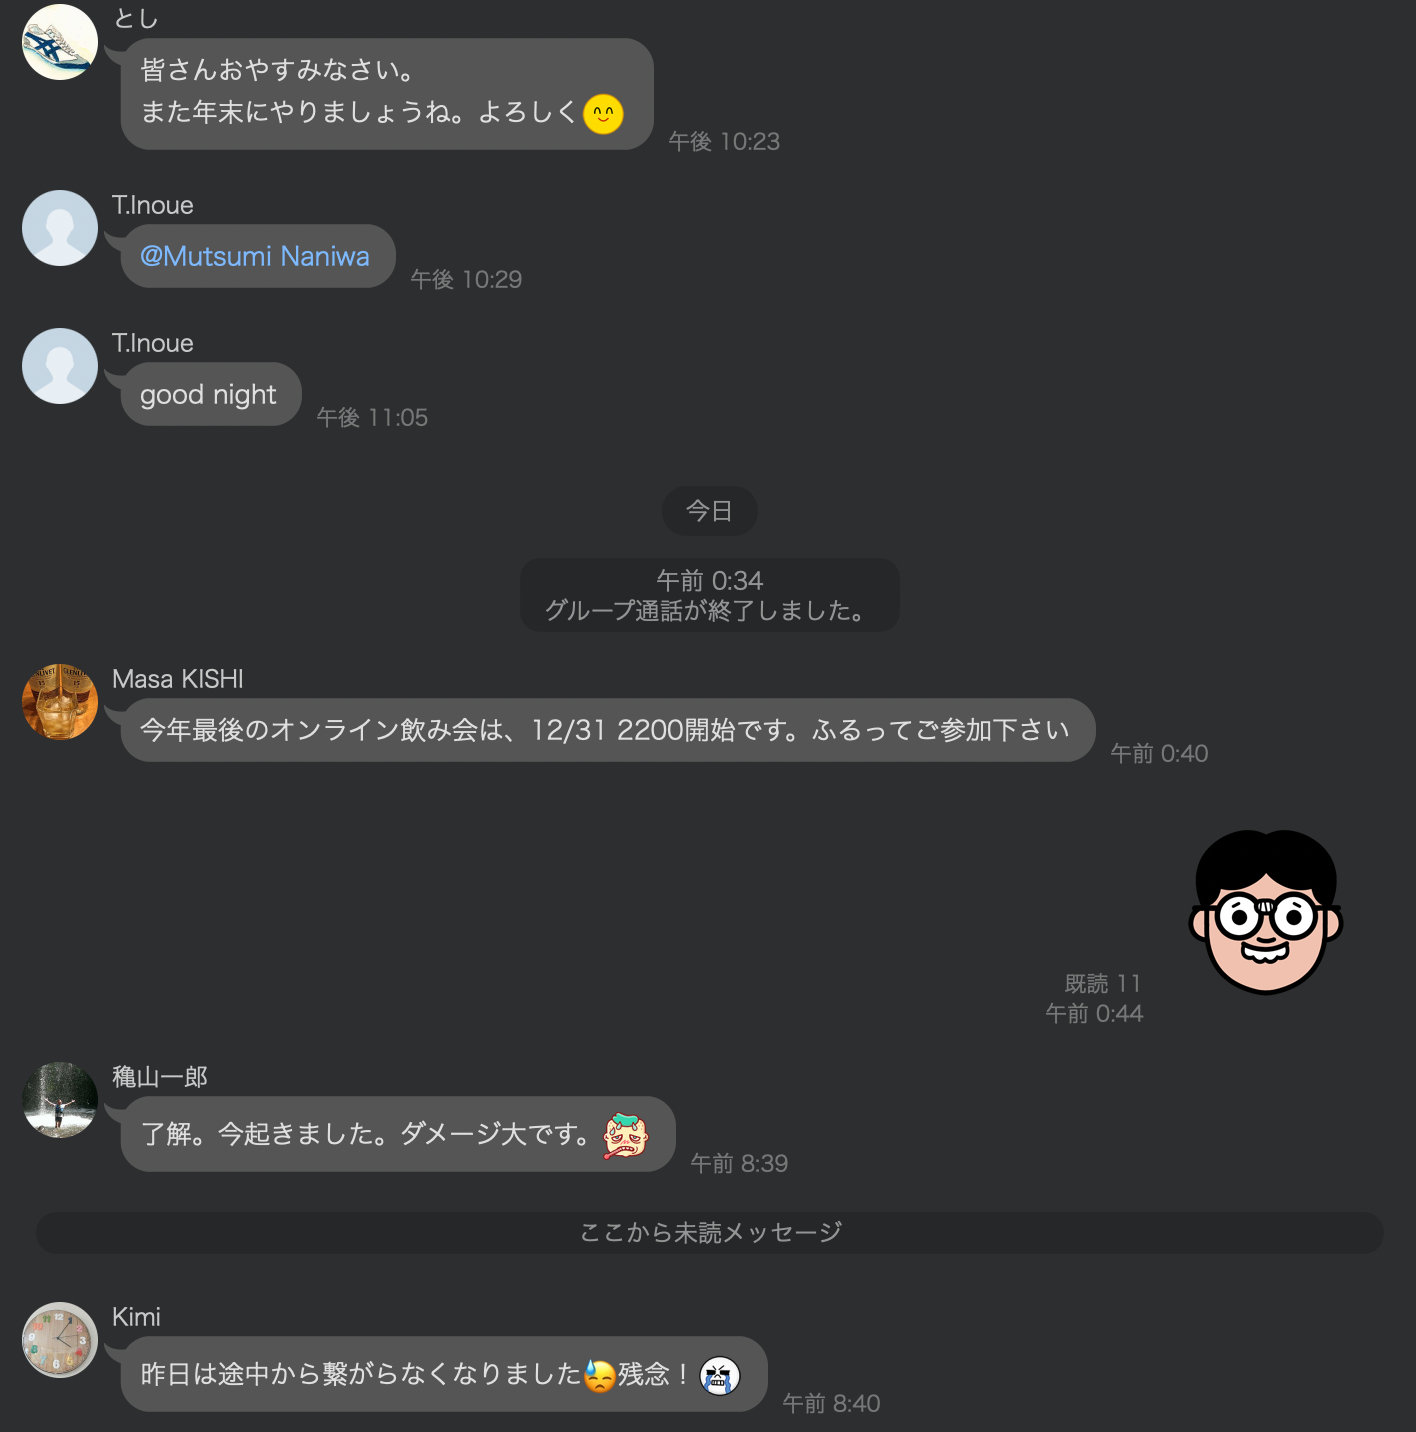 とし
皆さんおやすみなさい。
また年末にやりましょうね。よろしく
午後 10:23
T.Inoue
@Mutsumi Naniwa
午後 10:29
T.Inoue
good night
午後 11:05
今日
午前 0:34
グループ通話が終了しました。
Masa KISHI
今年最後のオンライン飲み会は、12/31 2200開始です。ふるってご参加下さい
午前 0:40
既読 11
午前 0:44
穐山一郎
了解。今起きました。ダメージ大です。
午前 8:39
ここから未読メッセージ
Kimi
昨日は途中から繋がらなくなりました😓残念！
午前 8:40